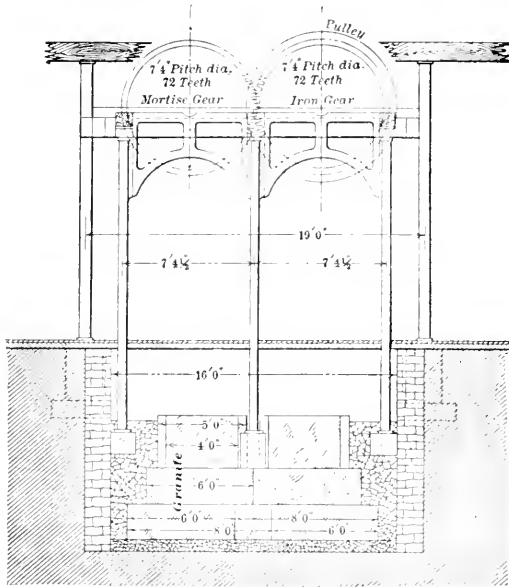 Pulley
7'4" Pitch dia.
72 Teeth
Mortise Gear
7'4" Pitch dia.
72 Teeth
Iron Gear
19'0"
7'4½"
7'4½"
16'0"
5'0"
4'0"
Granite
6'0"
6'0"
8'0"
8'0"
6'0"